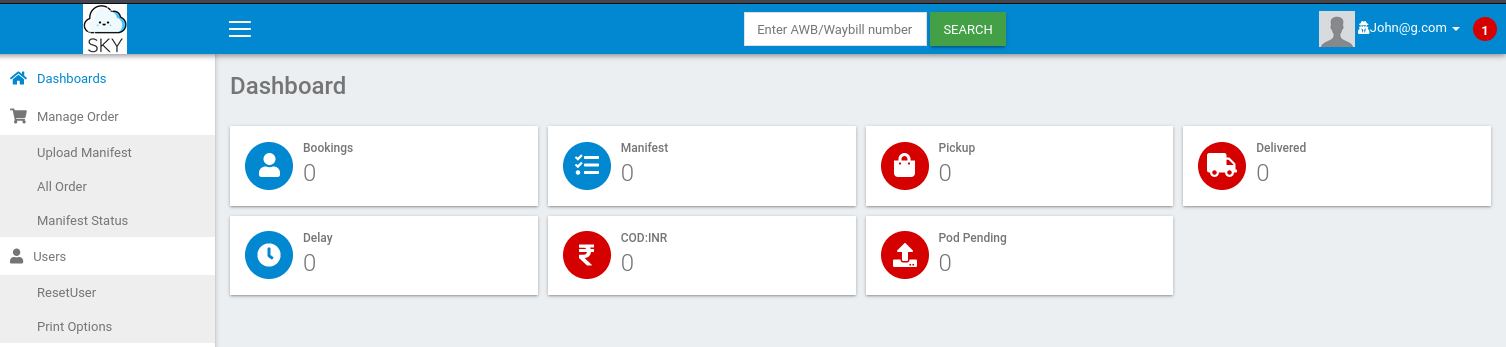 SKY
Enter AWB/Waybill number
SEARCH
John@g.com
1
Dashboards
Manage Order
Upload Manifest
All Order
Manifest Status
Users
ResetUser
Print Options
Dashboard
Bookings
0
Manifest
0
Pickup
0
Delivered
0
Delay
0
COD:INR
0
Pod Pending
0